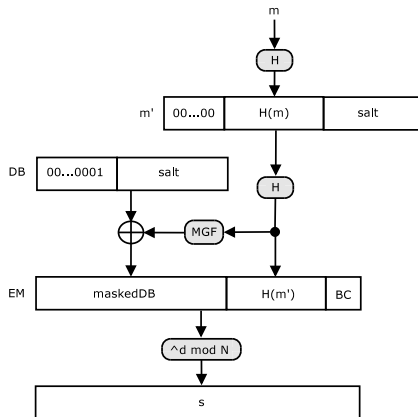 m
H
m' 00...00 H(m) salt
DB 00...0001 salt
H
MGF
EM maskedDB H(m') BC
^d mod N
s